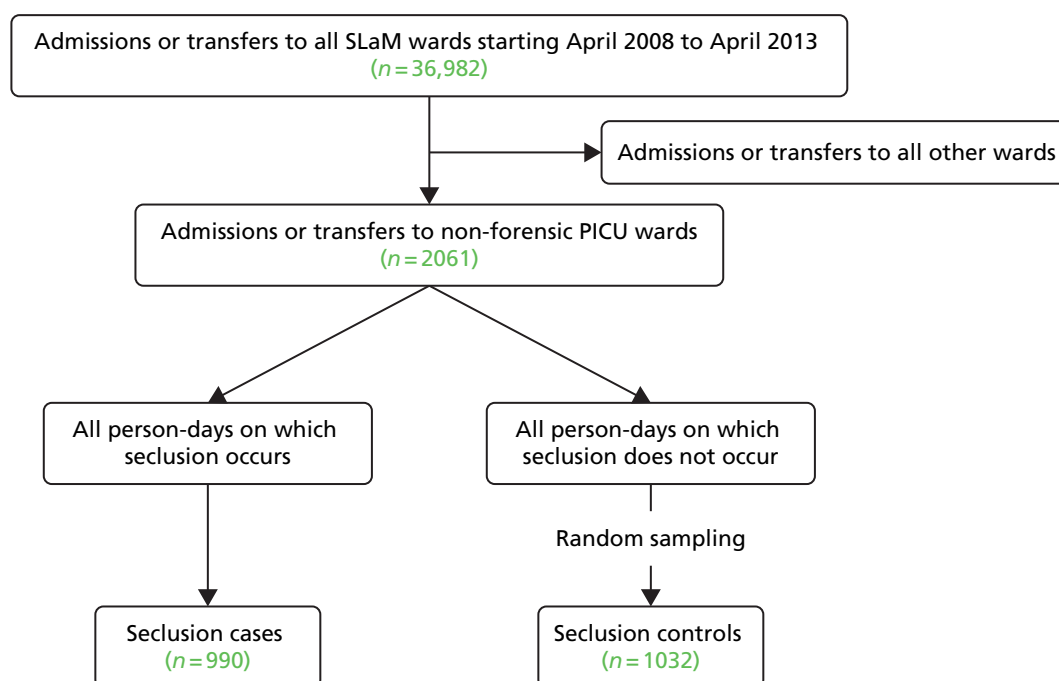 Admissions or transfers to all SLaM wards starting April 2008 to April 2013
(n=36,982)
Admissions or transfers to all other wards
Admissions or transfers to non-forensic PICU wards
(n=2061)
All person-days on which
seclusion occurs
All person-days on which
seclusion does not occur
Random sampling
Seclusion cases
(n=990)
Seclusion controls
(n=1032)